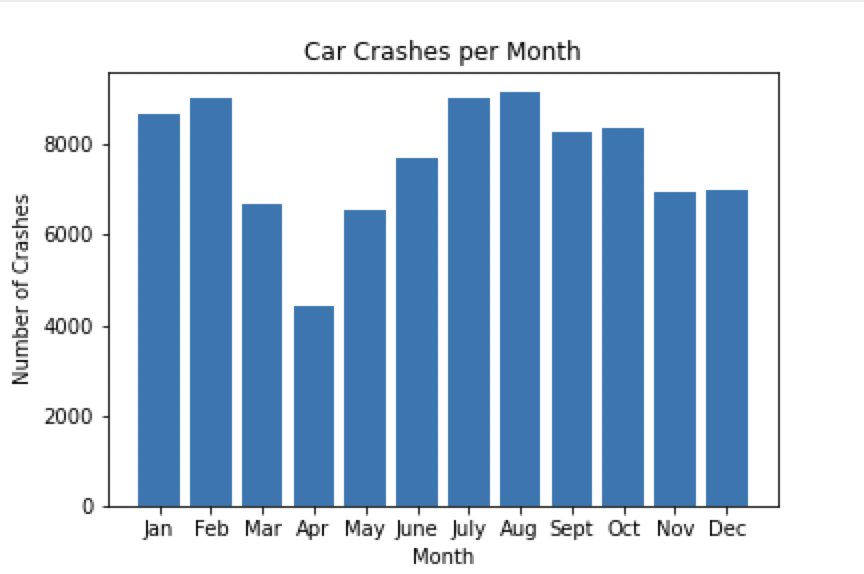 Car Crashes per Month
Number of Crashes
8000
6000
4000
2000
0
Jan Feb Mar Apr May June July Aug Sept Oct Nov Dec
Month